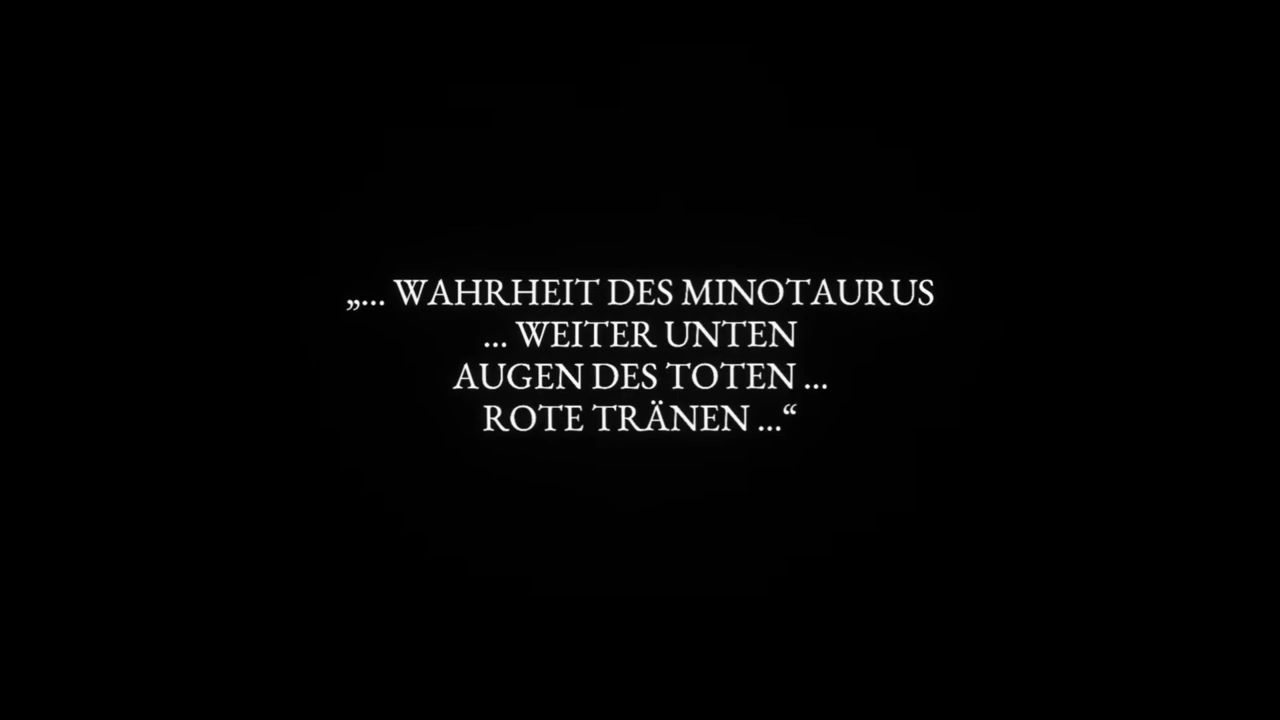 „... WAHRHEIT DES MINOTAURUS
... WEITER UNTEN
AUGEN DES TOTEN ...
ROTE TRÄNEN ...“